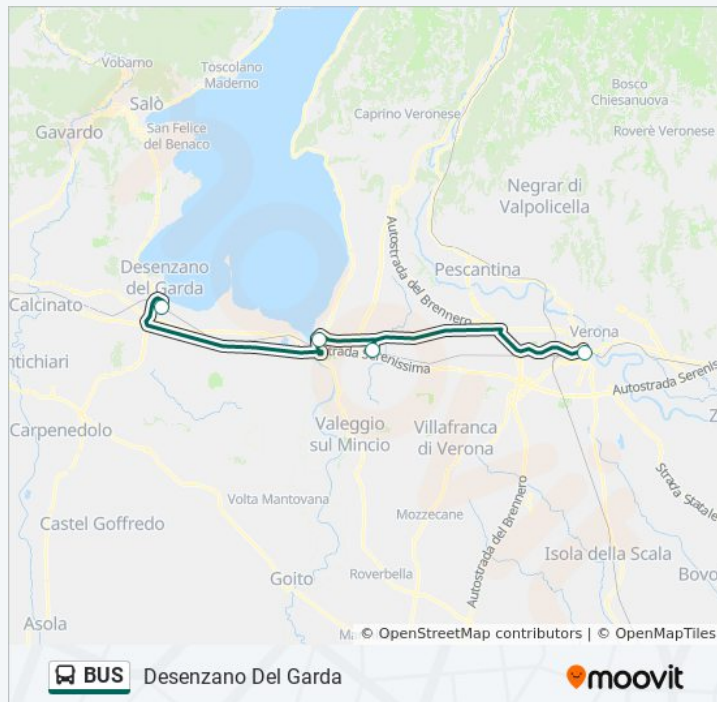 Vobarno
Toscolano
Maderno
Bosco
Chiesanuova
Salò
Caprino Veronese
Gavardo
San Felice
del Benaco
Roverè Veronese
Negrar di
Valpolicella
Autostrada del Brennero
Desenzano
del Garda
Pescantina
Calcinato
Verona
ntichiari
Strada Serenissima
Autostrada Serenis
Carpenedolo
Valeggio
sul Mincio
Villafranca
di Verona
Z
Strada Statale
Volta Mantovana
Mozzecane
Castel Goffredo
Autostrada del Brennero
Isola della Scala
Goito
Roverbella
Bovo
Asola
Ma
© OpenStreetMap contributors | © OpenMapTiles
BUS Desenzano Del Garda
moovit